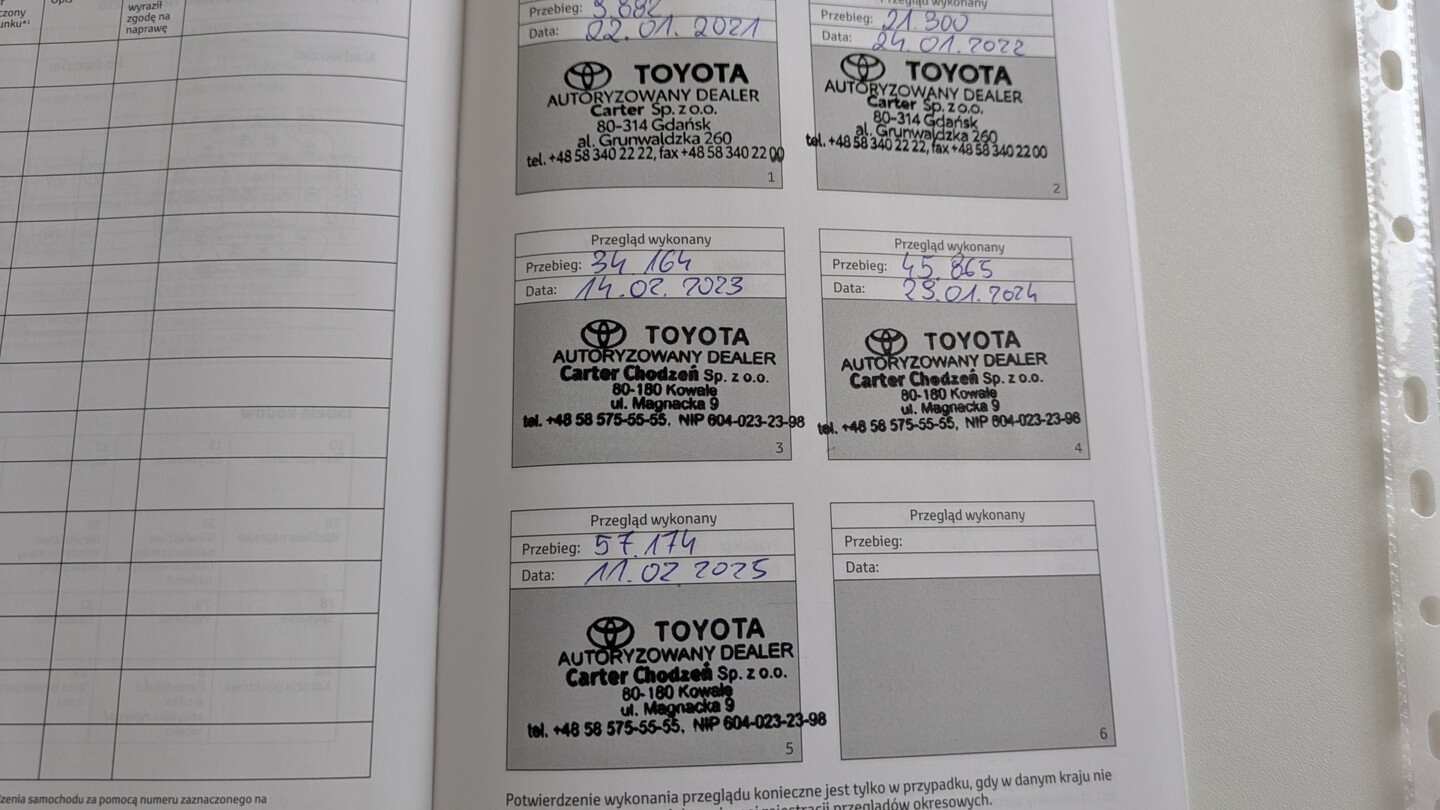 wyraził
zgodę na
naprawę
Przebieg:
Data: 22.01.2021
TOYOTA
AUTORYZOWANY DEALER
Carter Sp. z o.o.
80-314 Gdańsk
al. Grunwaldzka 260
tel. +48 58 340 22 22, fax +48 58 340 22 00
1
Przebieg: 21.300
Data: 24.01.2022
TOYOTA
AUTORYZOWANY DEALER
Carter Sp. z o.o.
80-314 Gdańsk
al. Grunwaldzka 260
tel. +48 58 340 22 22, fax +48 58 340 22 00
2
Przegląd wykonany
Przebieg: 34.164
Data: 14.02.2023
TOYOTA
AUTORYZOWANY DEALER
Carter Chodzeń Sp. z o.o.
80-180 Kowale
ul. Magnacka 9
tel. +48 58 575-55-55, NIP 604-023-23-98
3
Przegląd wykonany
Przebieg: 45.865
Data:
TOYOTA
AUTORYZOWANY DEALER
Carter Chodzeń Sp. z o.o.
80-180 Kowale
ul. Magnacka 9
tel. +48 58 575-55-55, NIP 604-023-23-98
4
Przegląd wykonany
Przebieg: 57.174
Data: 11.02.2025
TOYOTA
AUTORYZOWANY DEALER
Carter Chodzeń Sp. z o.o.
80-180 Kowale
ul. Magnacka 9
tel. +48 58 575-55-55, NIP 604-023-23-98
5
Przegląd wykonany
Przebieg:
Data:
6
samochodu za pomocą numeru zaznaczonego na
Potwierdzenie wykonania przeglądu konieczne jest tylko w przypadku, gdy w danym kraju nie
rejestracji przeglądów okresowych.